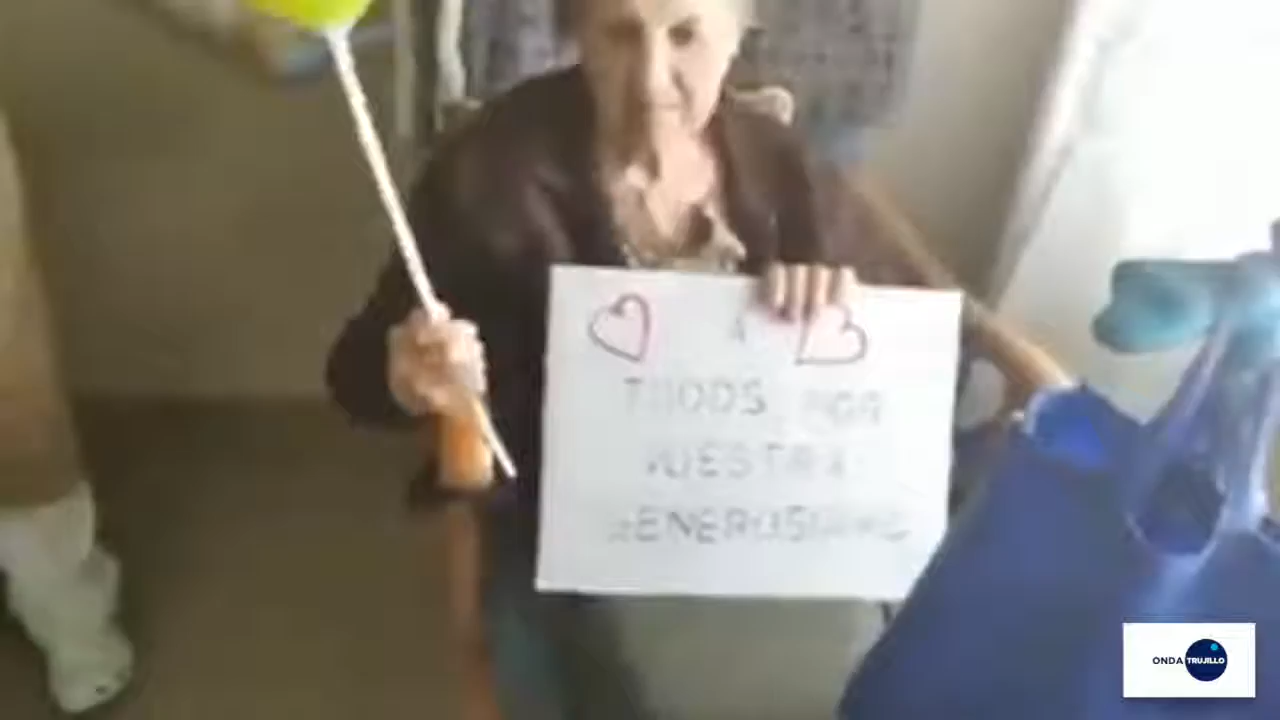 A
TODOS POR
VUESTRA
GENEROSIDAD
ONDA TRUJILLO